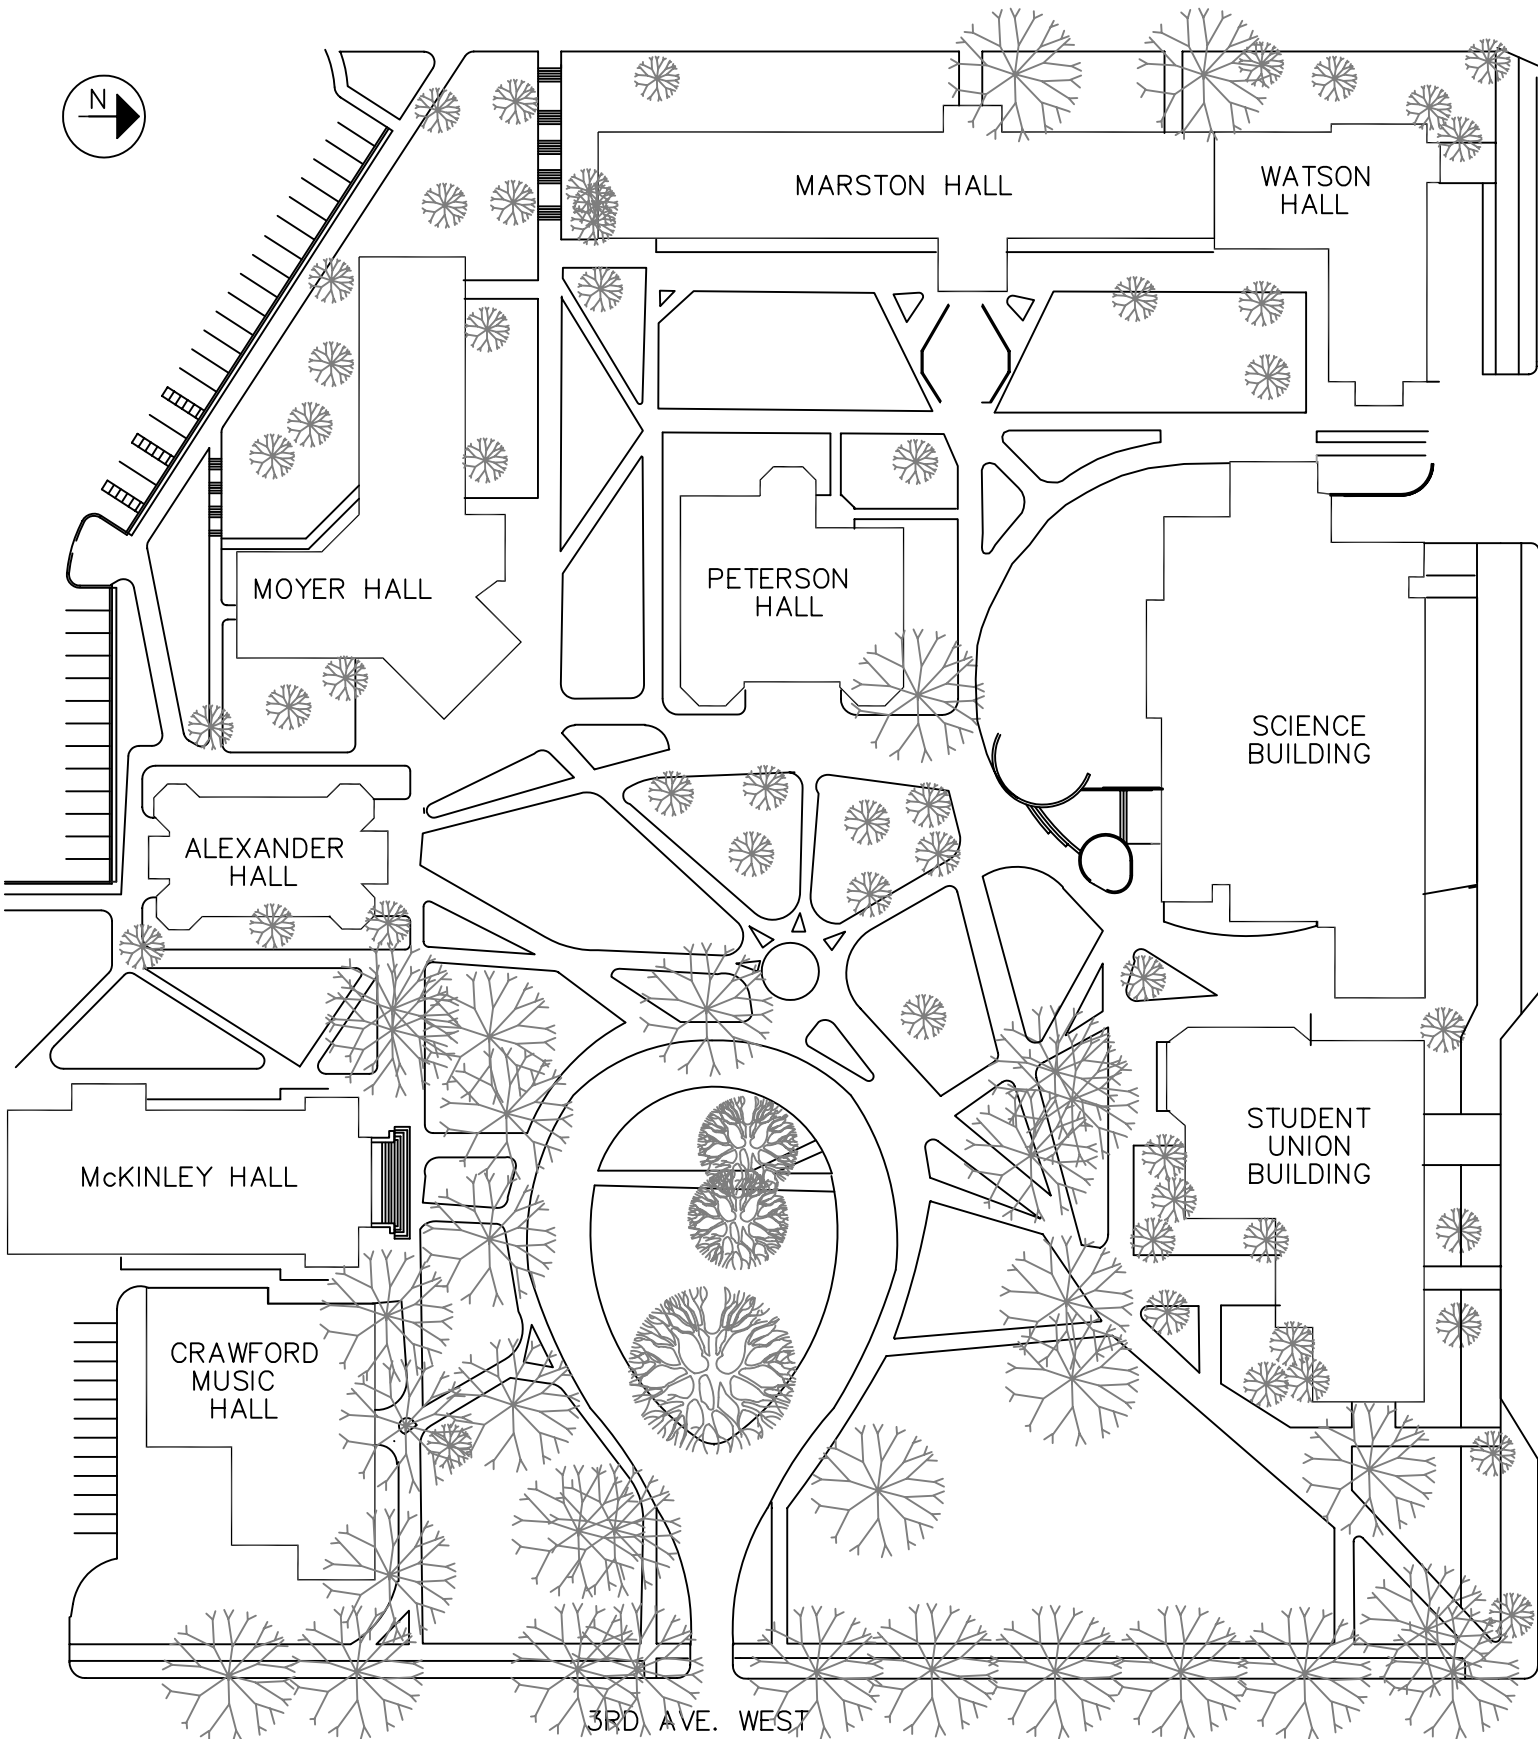 N
MARSTON HALL
WATSON
HALL
MOYER HALL
PETERSON
HALL
SCIENCE
BUILDING
ALEXANDER
HALL
STUDENT
UNION
BUILDING
McKINLEY HALL
CRAWFORD
MUSIC
HALL
3RD AVE. WEST